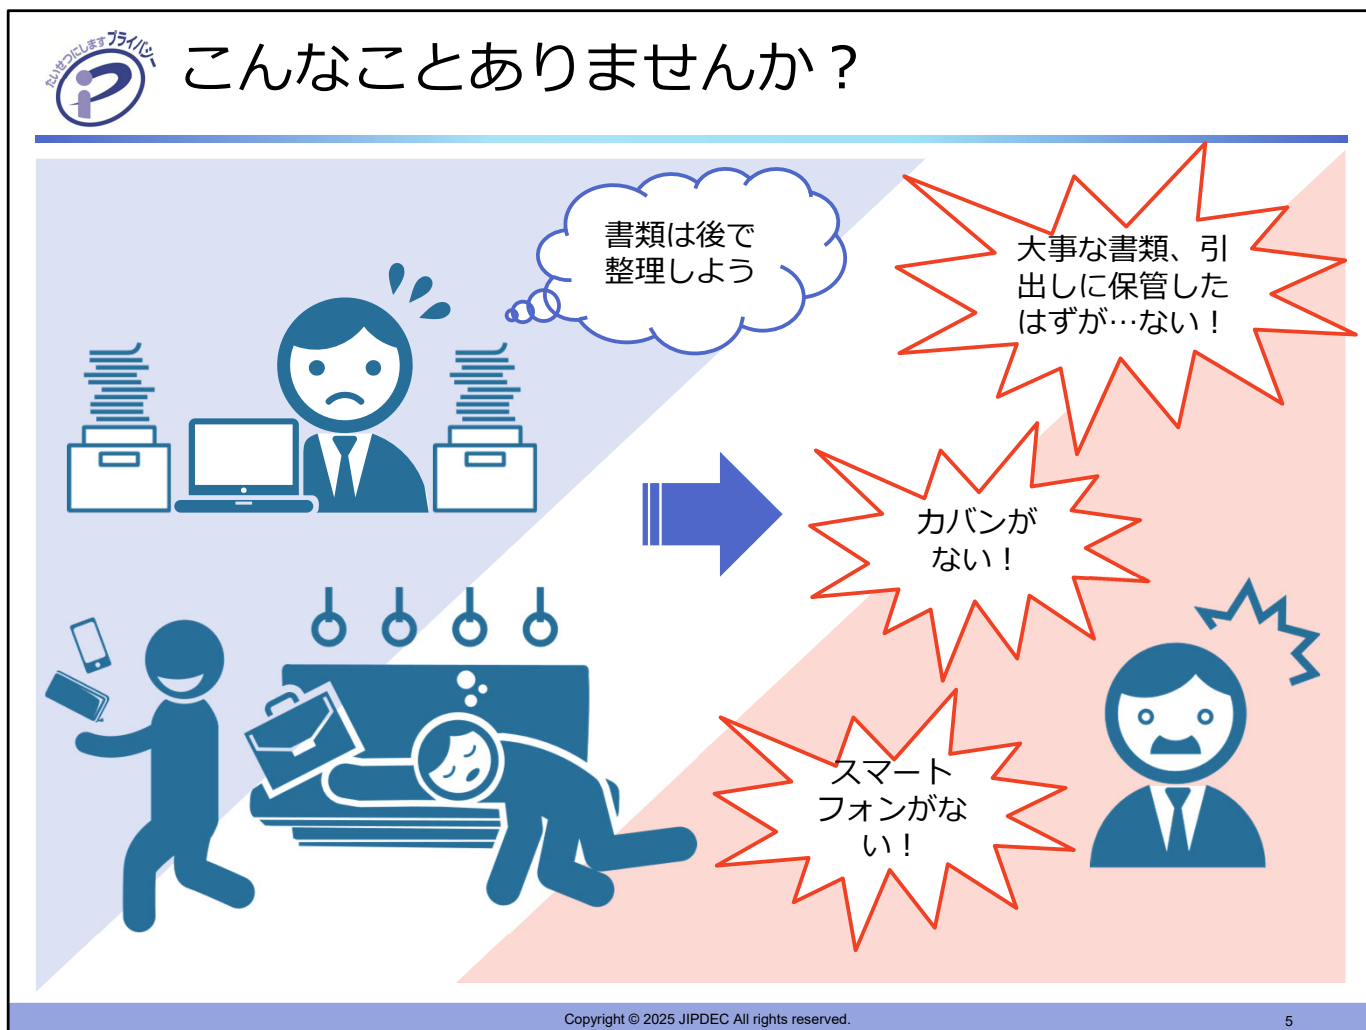 たいせつにしますプライバシー
こんなことありませんか？
書類は後で
整理しよう
大事な書類、引
出しに保管した
はずが…ない！
カバンが
ない！
スマート
フォンがな
い！
Copyright © 2025 JIPDEC All rights reserved.
5